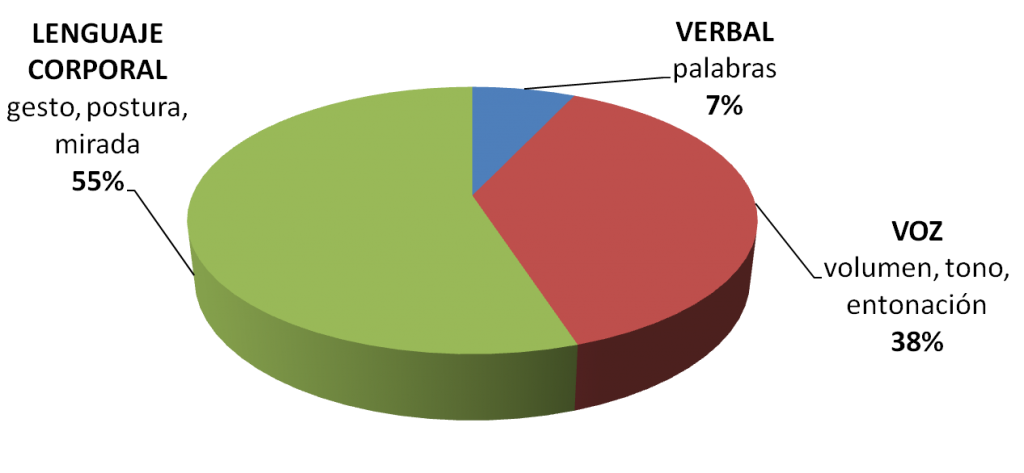 LENGUAJE
CORPORAL
gesto, postura,
mirada
55%
VERBAL
palabras
7%
VOZ
volumen, tono,
entonación
38%